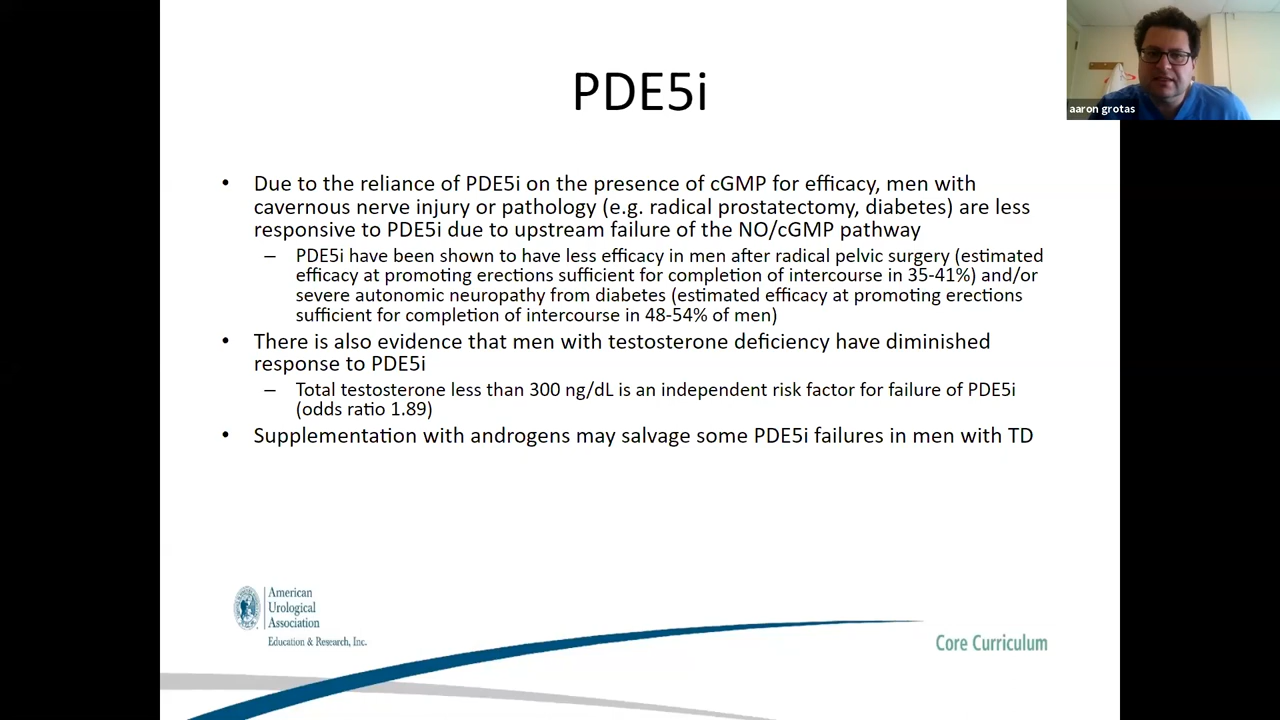 PDE5i
aaron grotas
• Due to the reliance of PDE5i on the presence of cGMP for efficacy, men with
cavernous nerve injury or pathology (e.g. radical prostatectomy, diabetes) are less
responsive to PDE5i due to upstream failure of the NO/cGMP pathway
– PDE5i have been shown to have less efficacy in men after radical pelvic surgery (estimated
efficacy at promoting erections sufficient for completion of intercourse in 35-41%) and/or
severe autonomic neuropathy from diabetes (estimated efficacy at promoting erections
sufficient for completion of intercourse in 48-54% of men)
• There is also evidence that men with testosterone deficiency have diminished
response to PDE5i
– Total testosterone less than 300 ng/dL is an independent risk factor for failure of PDE5i
(odds ratio 1.89)
• Supplementation with androgens may salvage some PDE5i failures in men with TD
American
Urological
Association
Education & Research, Inc.
Core Curriculum